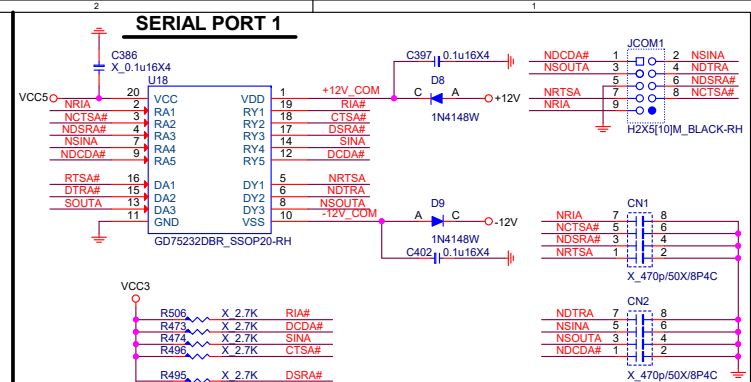 2 1
SERIAL PORT 1
C386
X_0.1u16X4
U18
VCC5
20 VCC VDD 1 +12V_COM
NRIA 2 RA1 RY1 19 RIA#
NCTSA# 3 RA2 RY2 18 CTSA#
NDSRA# 4 RA3 RY3 17 DSRA#
NSINA 7 RA4 RY4 14 SINA
NDCDA# 9 RA5 RY5 12 DCDA#
RTSA# 16 DA1 DY1 5 NRTSA
DTRA# 15 DA2 DY2 6 NDTRA
SOUTA 13 DA3 DY3 8 NSOUTA
11 GND VSS 10 -12V_COM
GD75232DBR_SSOP20-RH
C397 0.1u16X4
D8
C A +12V
1N4148W
D9
A C -12V
1N4148W
C402 0.1u16X4
JCOM1
NDCDA# 1 2 NSINA
NSOUTA 3 4 NDTRA
5 6 NDSRA#
NRTSA 7 8 NCTSA#
NRIA 9
H2X5[10]M_BLACK-RH
CN1
NRIA 7 8
NCTSA# 5 6
NDSRA# 3 4
NRTSA 1 2
X_470p/50X/8P4C
CN2
NDTRA 7 8
NSINA 5 6
NSOUTA 3 4
NDCDA# 1 2
X_470p/50X/8P4C
VCC3
R506 X_2.7K RIA#
R473 X_2.7K DCDA#
R474 X_2.7K SINA
R496 X_2.7K CTSA#
R495 X_2.7K DSRA#